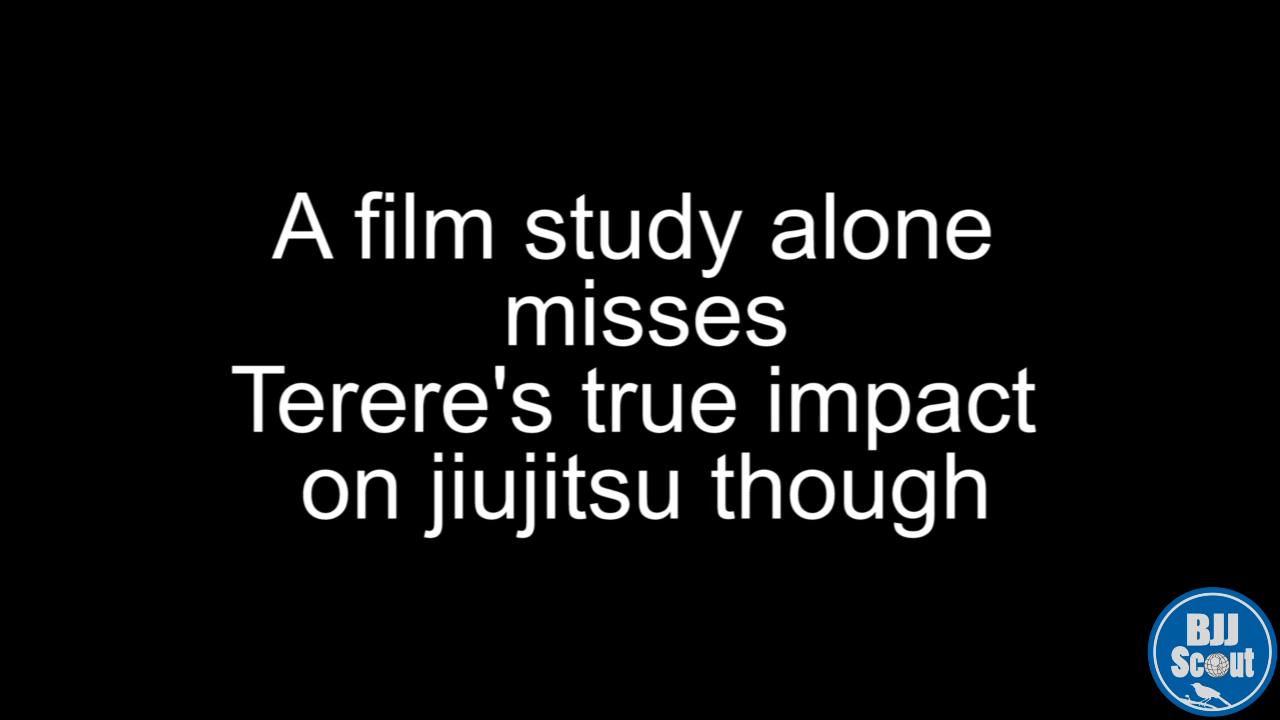 A film study alone
misses
Terere's true impact
on jiujitsu though
BJJ
Scout